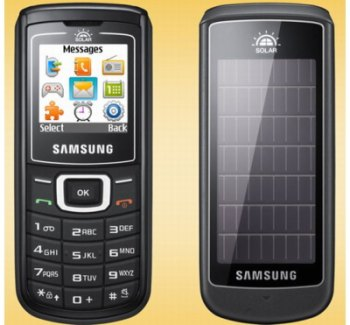 SOLAR
Messages
Select Back
SAMSUNG
OK
1
2ABC
3DEF
4GHI
5JKL
6MNO
7PQRS
8TUV
9WXYZ
*
0 +
#
SOLAR
SAMSUNG